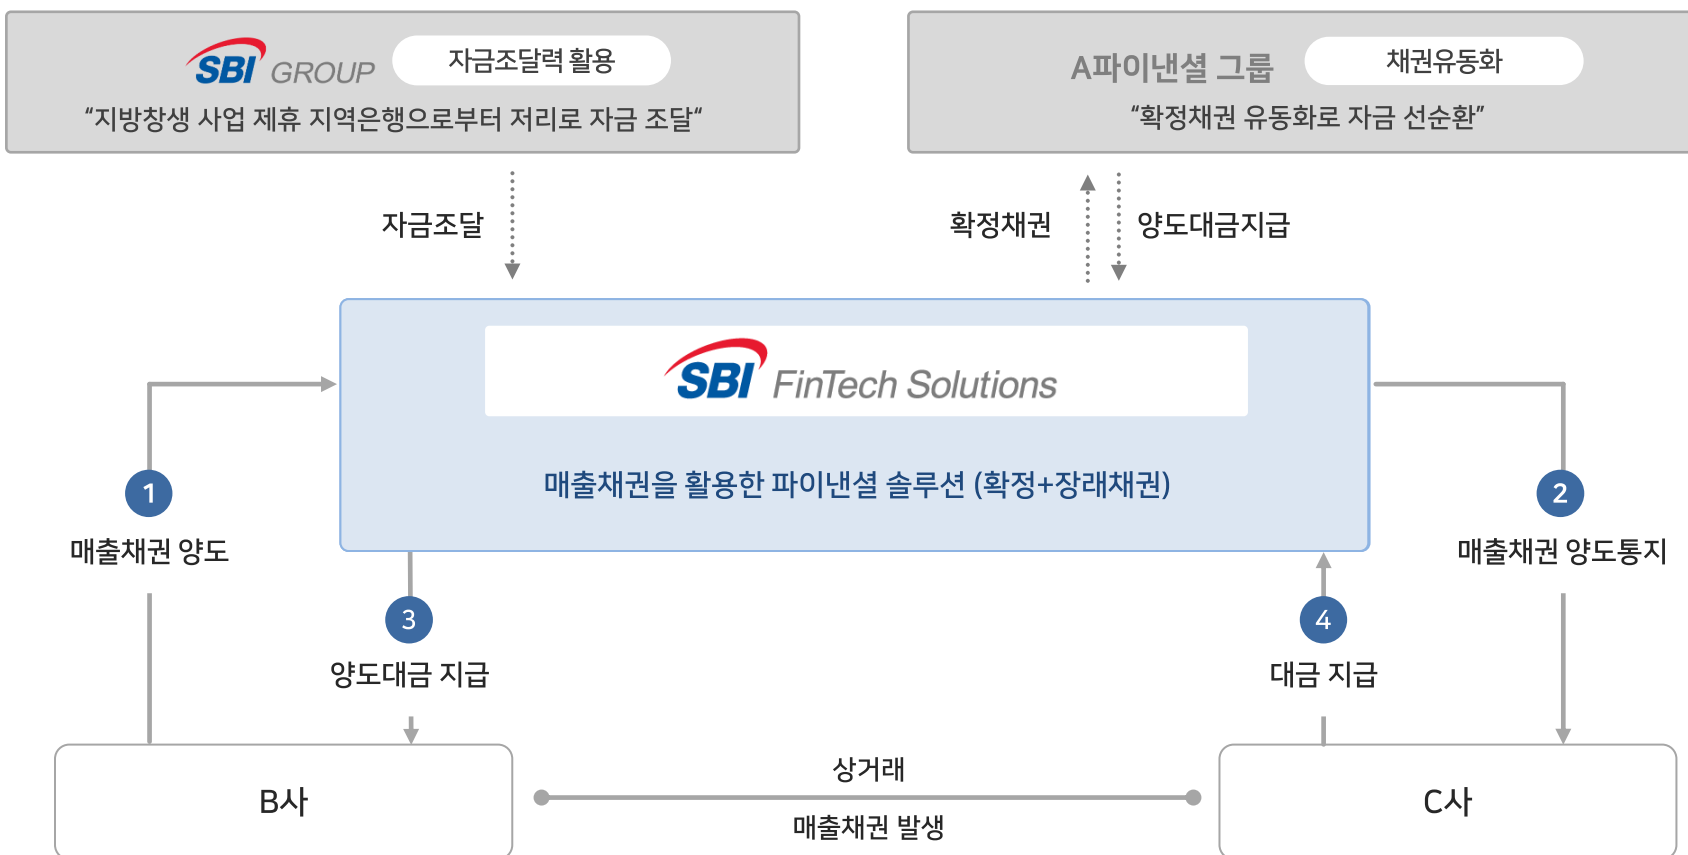 SBI GROUP
자금조달력 활용
“지방창생 사업 제휴 지역은행으로부터 저리로 자금 조달“
A파이낸셜 그룹
채권유동화
“확정채권 유동화로 자금 선순환”
자금조달
확정채권
양도대금지급
SBI FinTech Solutions
매출채권을 활용한 파이낸셜 솔루션 (확정+장래채권)
1
매출채권 양도
2
매출채권 양도통지
3
양도대금 지급
4
대금 지급
B사
상거래
매출채권 발생
C사